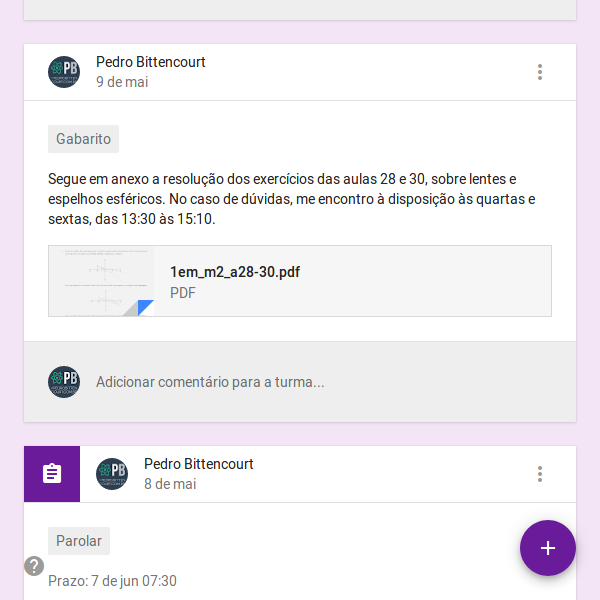 Pedro Bittencourt
9 de mai
Gabarito
Segue em anexo a resolução dos exercícios das aulas 28 e 30, sobre lentes e
espelhos esféricos. No caso de dúvidas, me encontro à disposição às quartas e
sextas, das 13:30 às 15:10.
1em_m2_a28-30.pdf
PDF
PB
Adicionar comentário para a turma...
Pedro Bittencourt
8 de mai
Parolar
Prazo: 7 de jun 07:30